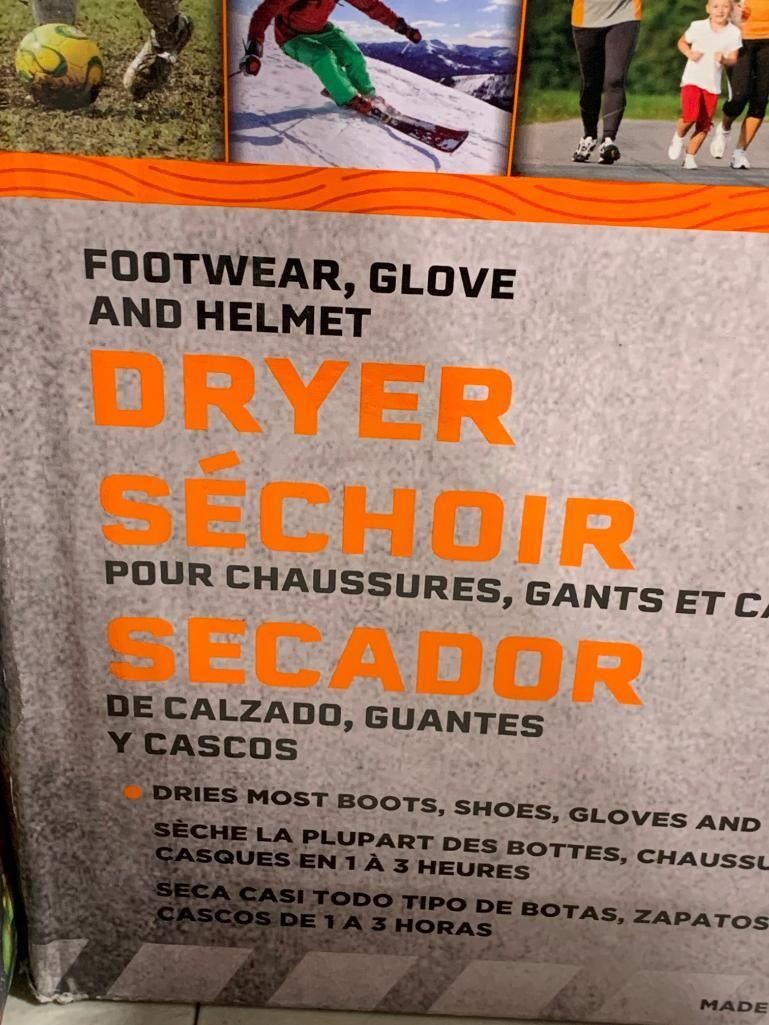 FOOTWEAR, GLOVE
AND HELMET
DRYER
SÉCHOIR
POUR CHAUSSURES, GANTS ET
SECADOR
DE CALZADO, GUANTES
Y CASCOS
DRIES MOST BOOTS, SHOES, GLOVES AND
SÈCHE LA PLUPART DES BOTTES,
CASQUES EN 1 À 3 HEURES
SECA CASI TODO TIPO DE BOTAS, ZAPATOS
CASCOS DE 1 A 3 HORAS
MADE